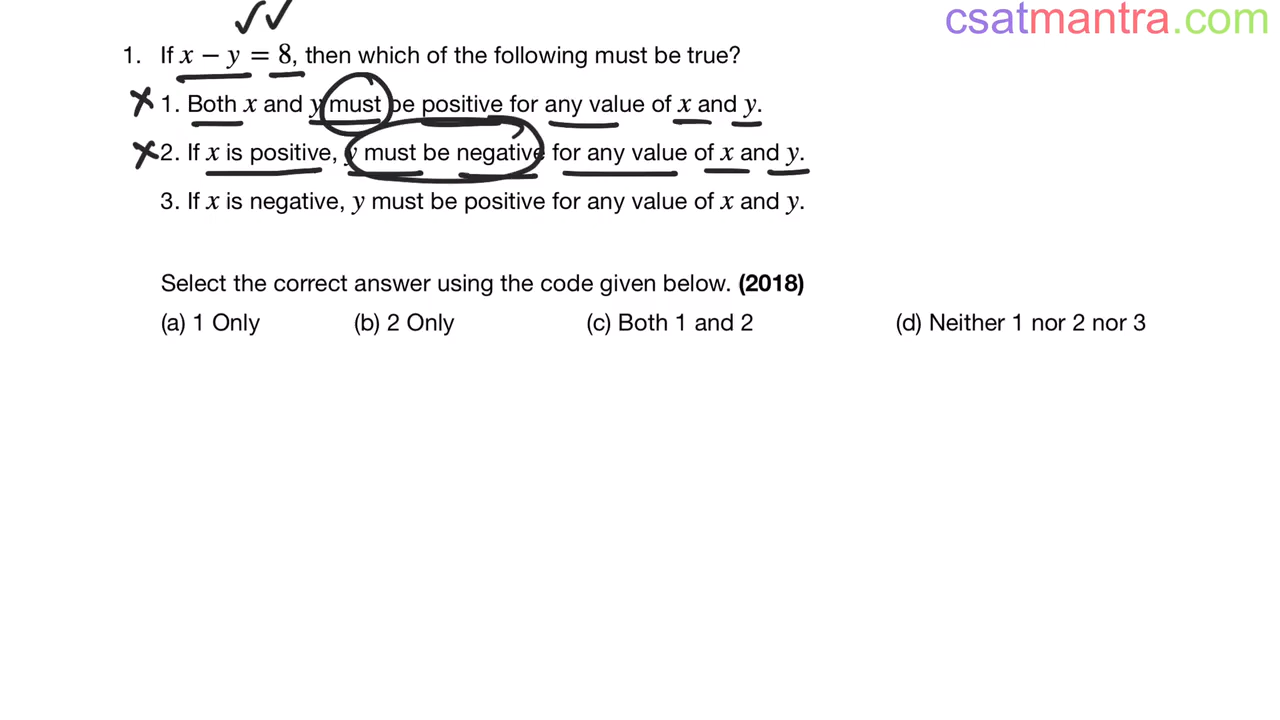 csatmantra.com
1. If x − y = 8, then which of the following must be true?
1. Both x and y must be positive for any value of x and y.
2. If x is positive, y must be negative for any value of x and y.
3. If x is negative, y must be positive for any value of x and y.
Select the correct answer using the code given below. (2018)
(a) 1 Only (b) 2 Only (c) Both 1 and 2 (d) Neither 1 nor 2 nor 3